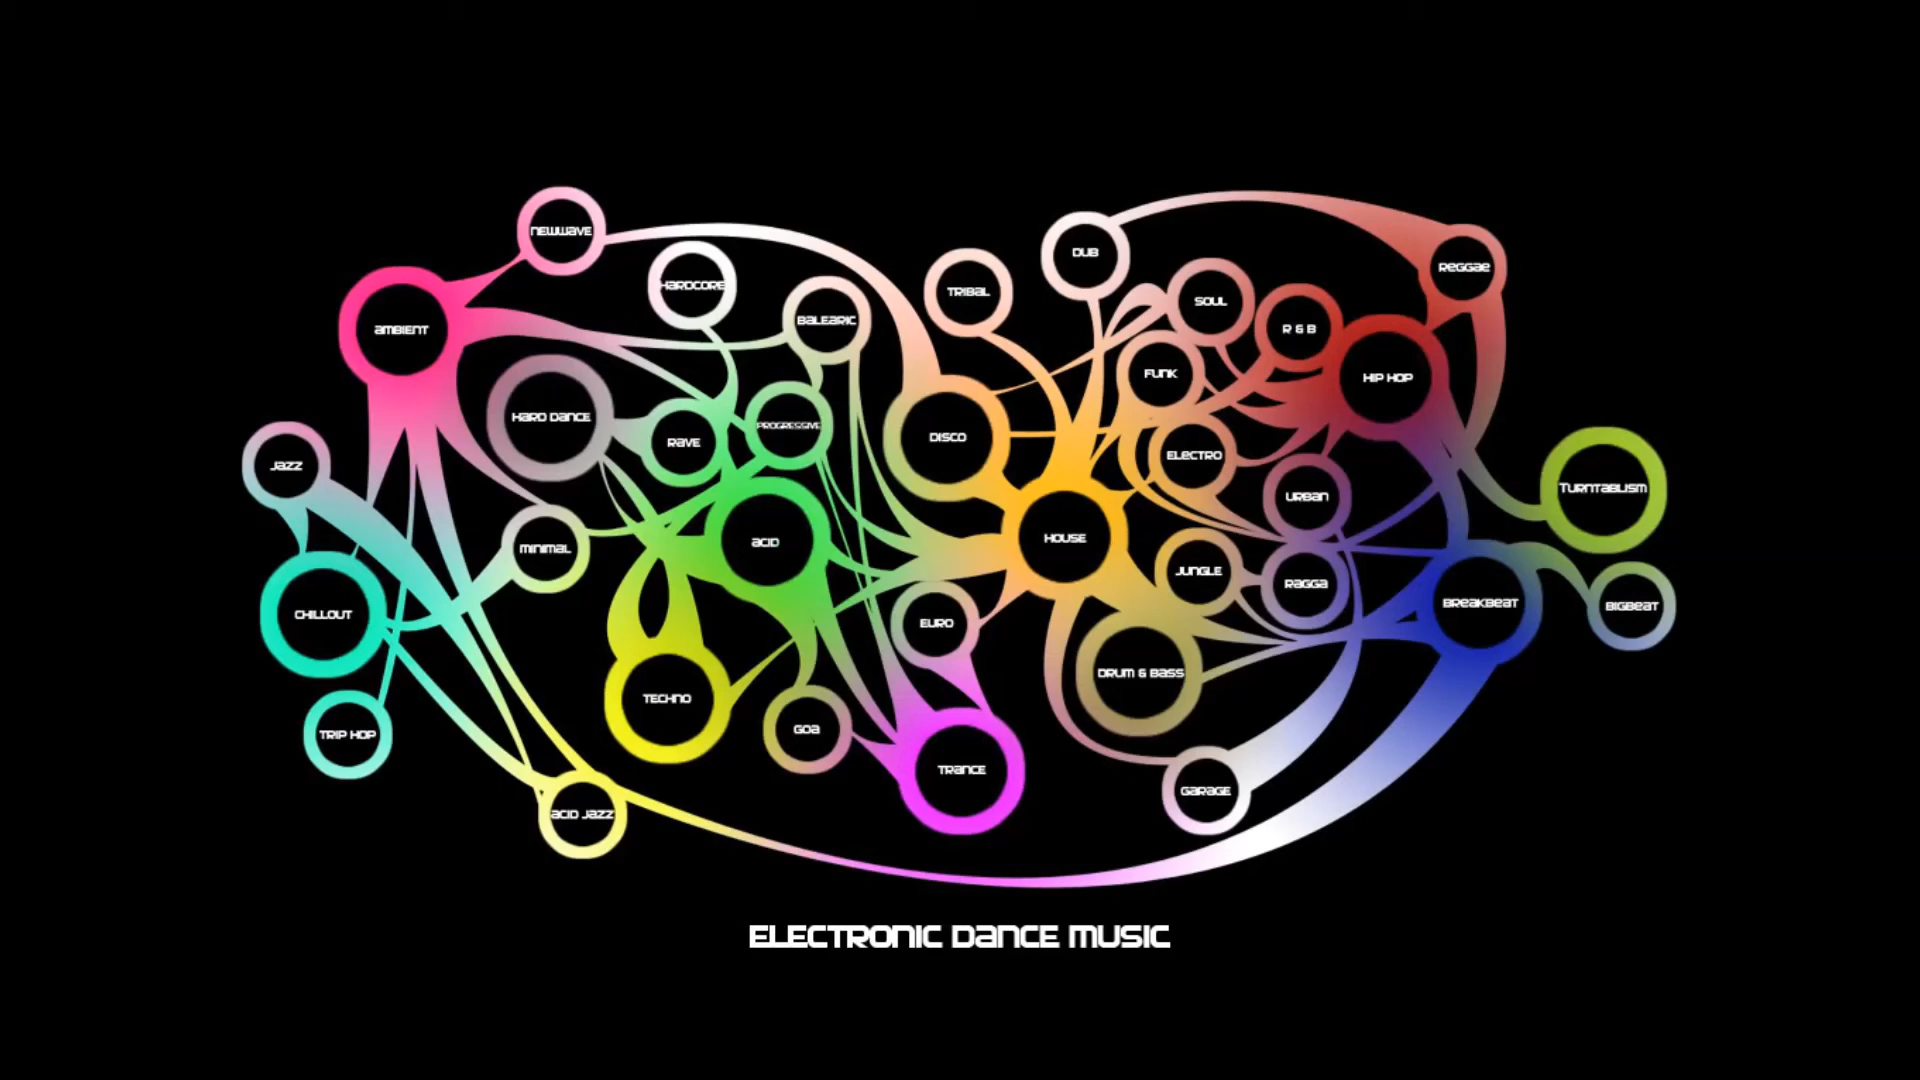 NEWWAVE
DUB
REGGAE
HARDCORE
TRIBAL
SOUL
BALEARIC
AMBIENT
R & B
FUNK
HIP HOP
HARD DANCE
RAVE
PROGRESSIVE
DISCO
ELECTRO
JAZZ
URBAN
TURNTABLISM
MINIMAL
ACID
HOUSE
JUNGLE
RAGGA
CHILLOUT
EURO
BREAKBEAT
BIGBEAT
TECHNO
DRUM & BASS
TRIP HOP
GOA
TRANCE
GARAGE
ACID JAZZ
ELECTRONIC DANCE MUSIC